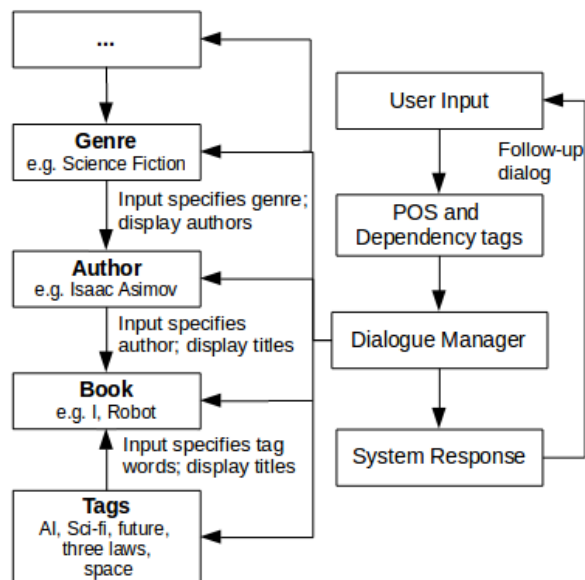 ...
Genre
e.g. Science Fiction
Input specifies genre;
display authors
Author
e.g. Isaac Asimov
Input specifies
author; display titles
Book
e.g. I, Robot
Input specifies tag
words; display titles
Tags
AI, Sci-fi, future,
three laws,
space
User Input
Follow-up
dialog
POS and
Dependency tags
Dialogue Manager
System Response